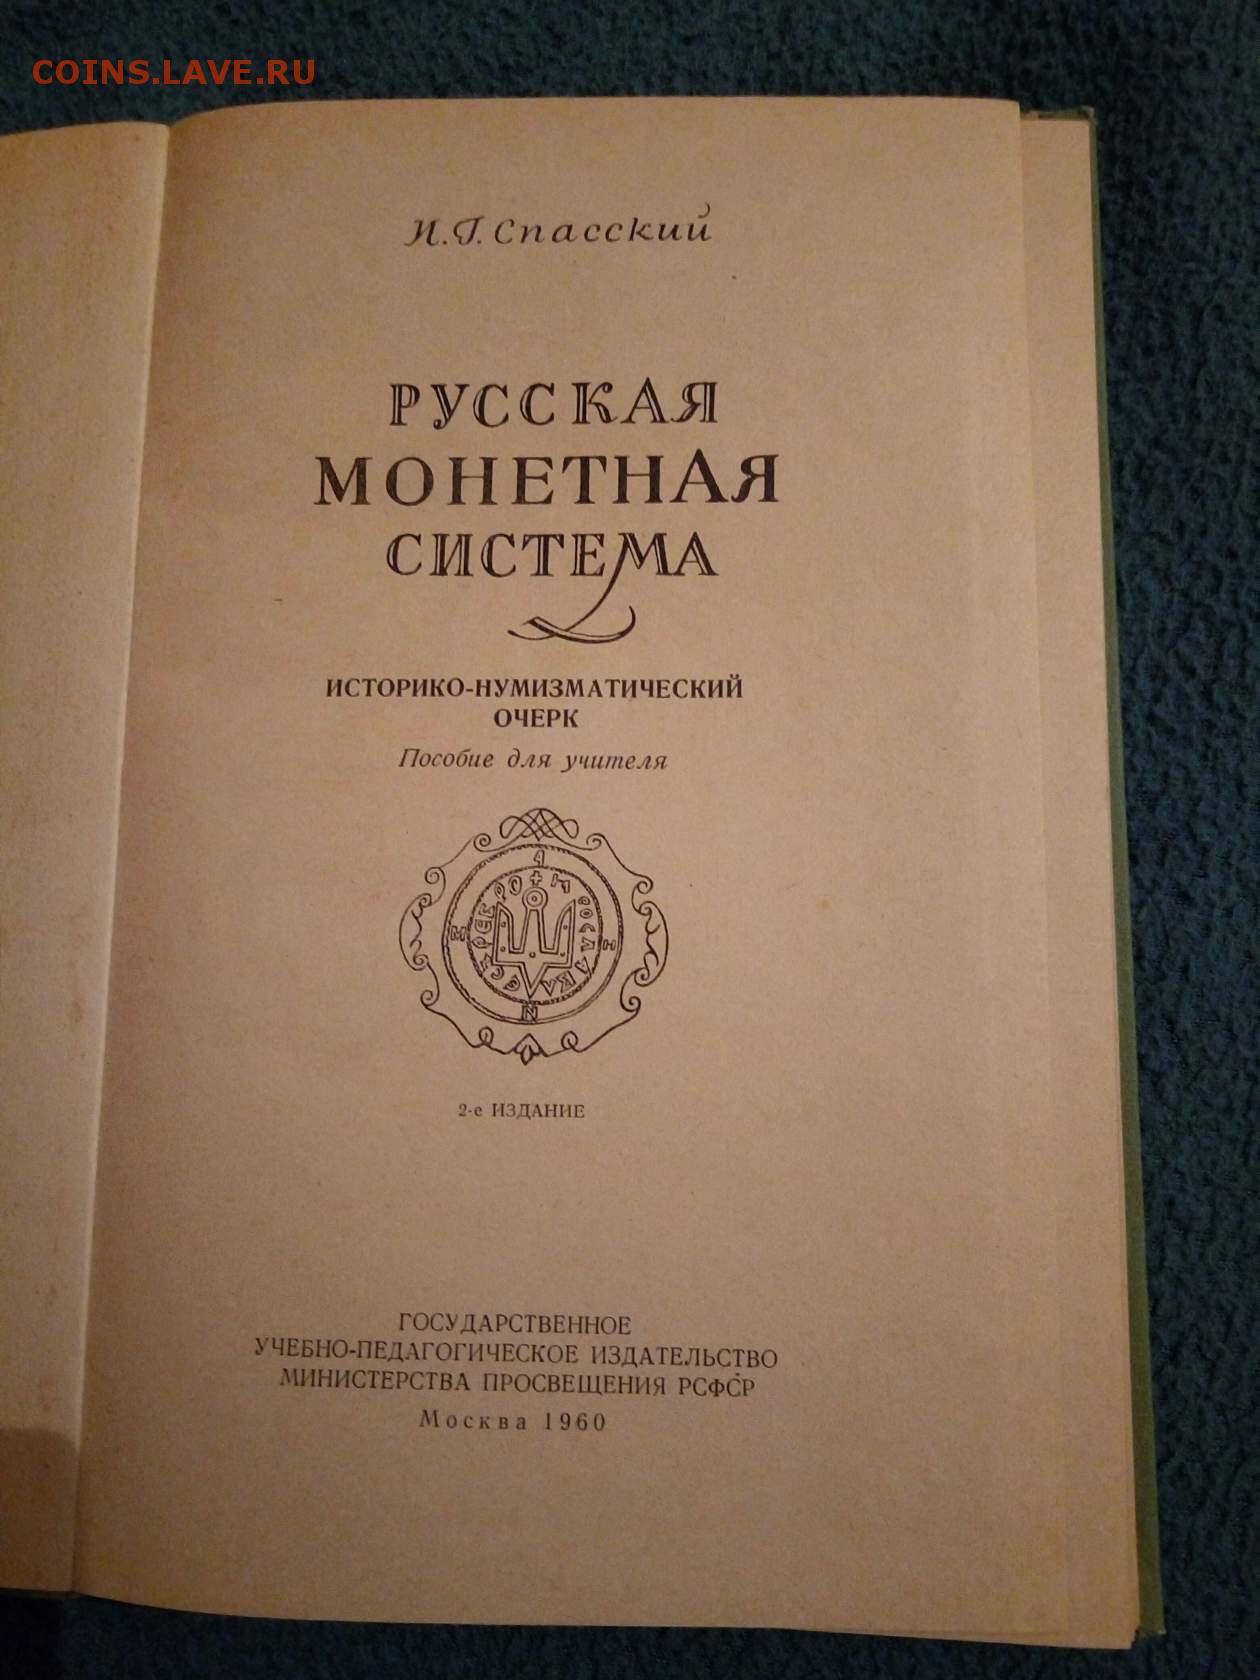 COINS.LAVE.RU
И.Г. Спасский
РУССКАЯ
МОНЕТНАЯ
СИСТЕМА
ИСТОРИКО-НУМИЗМАТИЧЕСКИЙ
ОЧЕРК
Пособие для учителя
2-е ИЗДАНИЕ
ГОСУДАРСТВЕННОЕ
УЧЕБНО-ПЕДАГОГИЧЕСКОЕ ИЗДАТЕЛЬСТВО
МИНИСТЕРСТВА ПРОСВЕЩЕНИЯ РСФСР
Москва 1960